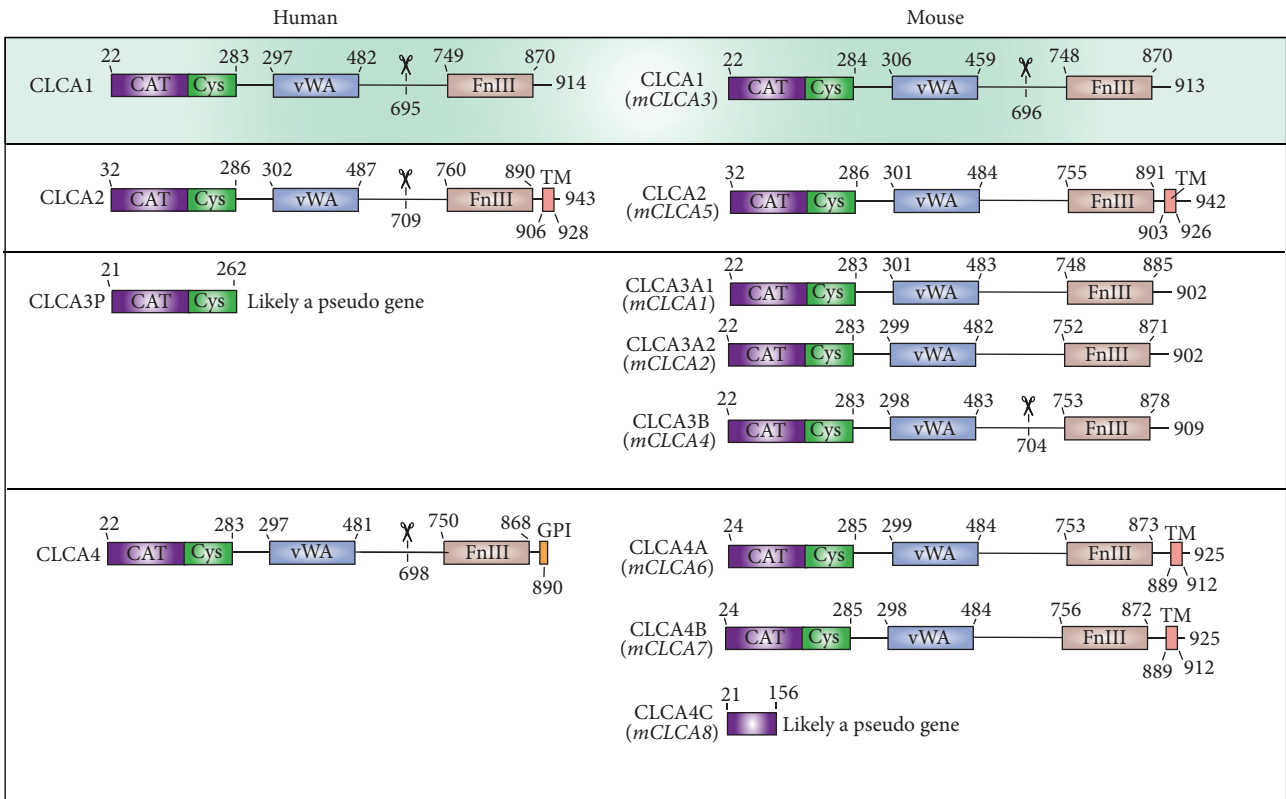 Human
Mouse
22 283 297 482 749 870
CLCA1 CAT Cys vWA FnIII 914
695
22 284 306 459 748 870
CLCA1 CAT Cys vWA FnIII 913
(mCLCA3)
696
32 286 302 487 760 890 TM
CLCA2 CAT Cys vWA FnIII 943
709 906 928
32 286 301 484 755 891 TM
CLCA2 CAT Cys vWA FnIII 942
(mCLCA5)
903 926
21 262
CLCA3P CAT Cys Likely a pseudo gene
22 283 301 483 748 885
CLCA3A1 CAT Cys vWA FnIII 902
(mCLCA1)
22 283 299 482 752 871
CLCA3A2 CAT Cys vWA FnIII 902
(mCLCA2)
22 283 298 483 753 878
CLCA3B CAT Cys vWA FnIII 909
(mCLCA4)
704
22 283 297 481 750 868 GPI
CLCA4 CAT Cys vWA FnIII
698 890
24 285 299 484 753 873 TM
CLCA4A CAT Cys vWA FnIII 925
(mCLCA6)
889 912
24 285 298 484 756 872 TM
CLCA4B CAT Cys vWA FnIII 925
(mCLCA7)
889 912
21 156
CLCA4C Likely a pseudo gene
(mCLCA8)